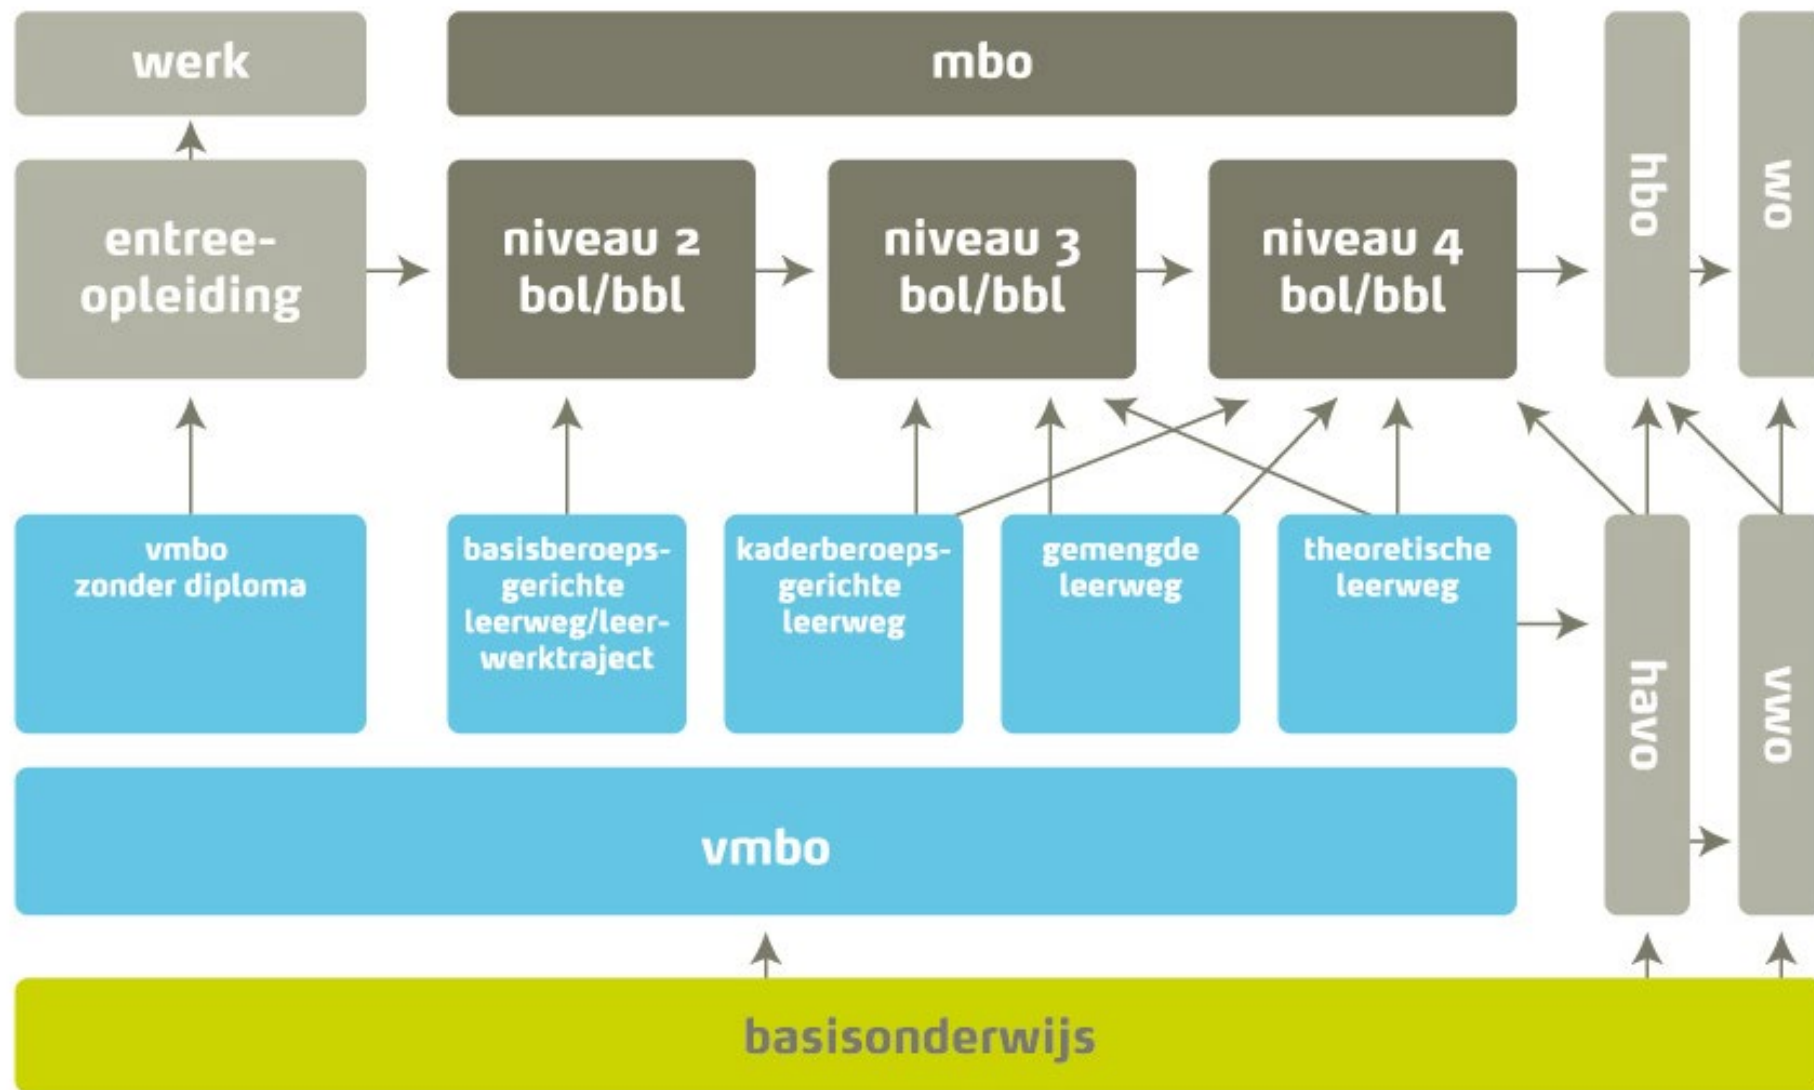 werk
mbo
entree-
opleiding
niveau 2
bol/bbl
niveau 3
bol/bbl
niveau 4
bol/bbl
hbo
wo
vmbo
zonder diploma
basisberoeps-
gerichte
leerweg/leer-
werktraject
kaderberoeps-
gerichte
leerweg
gemengde
leerweg
theoretische
leerweg
havo
vwo
vmbo
basisonderwijs